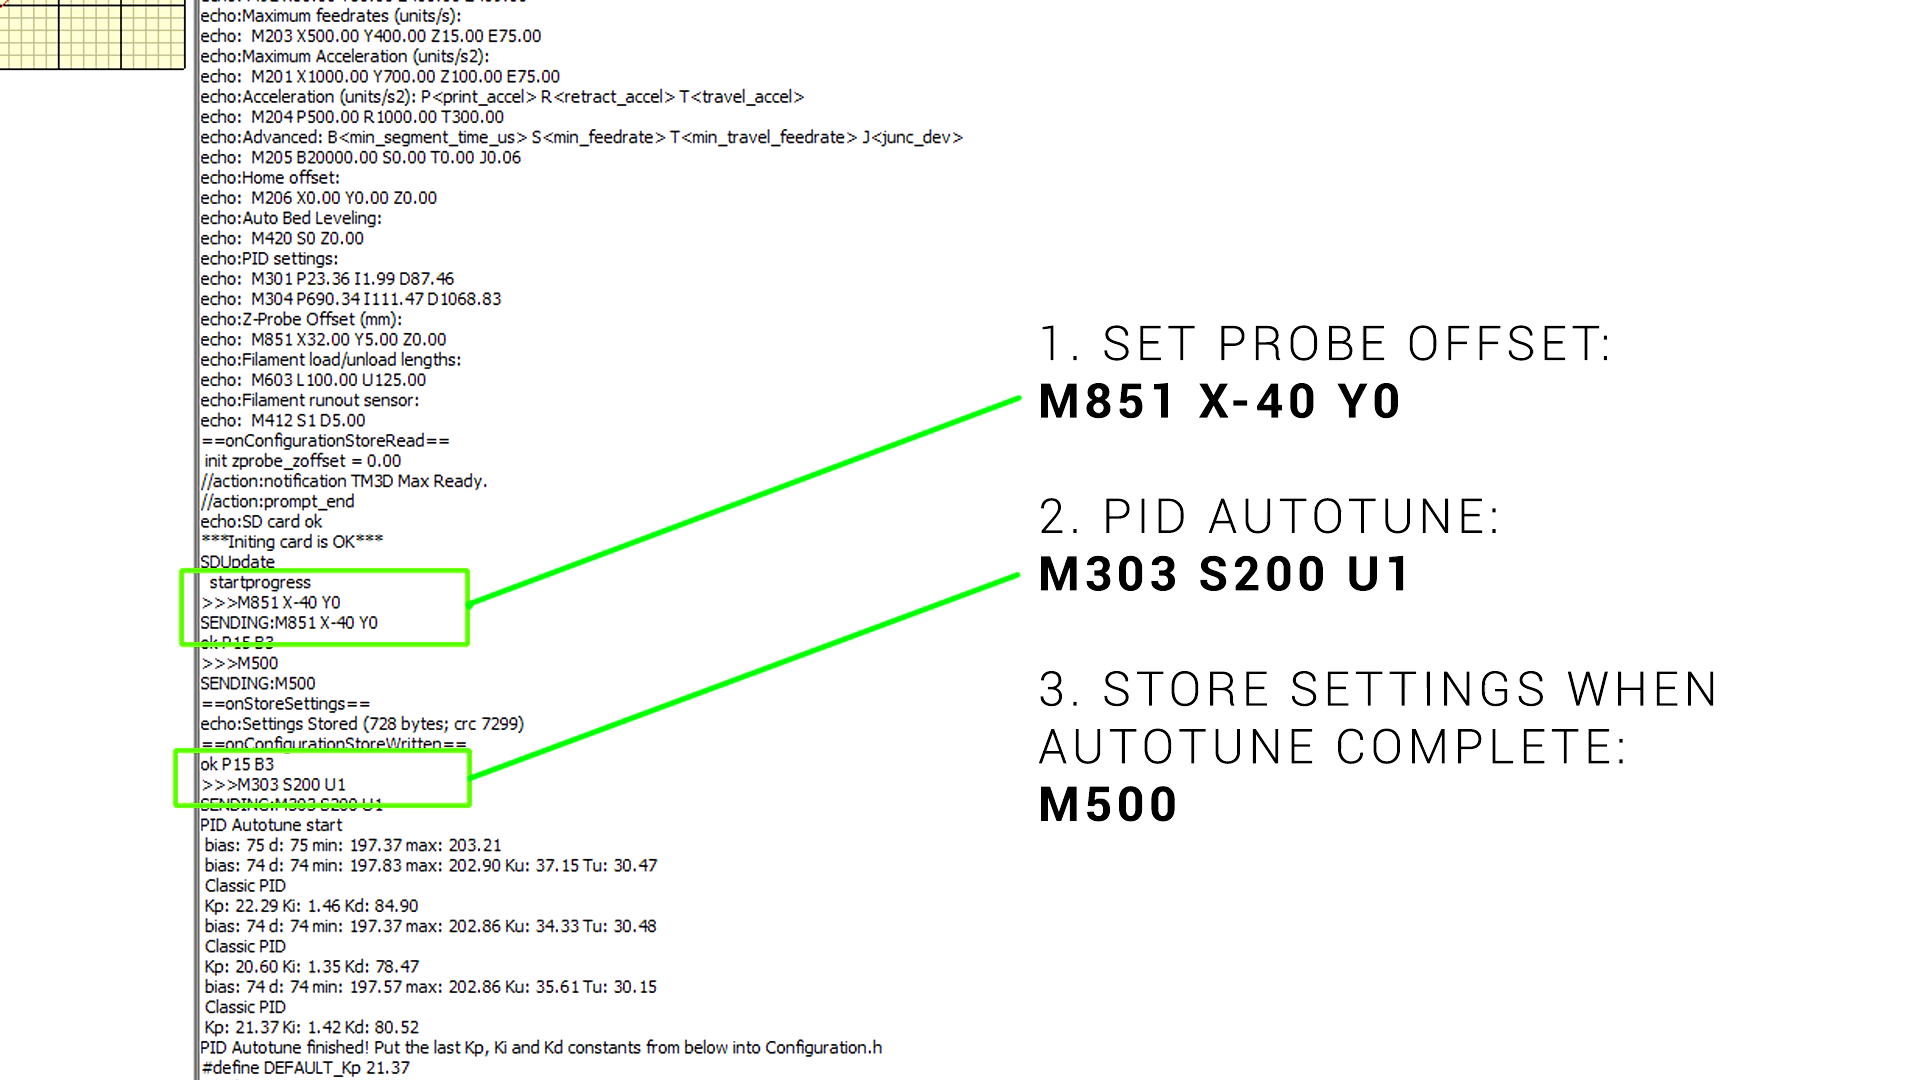 echo:Maximum feedrates (units/s):
echo:  M203 X500.00 Y400.00 Z15.00 E75.00
echo:Maximum Acceleration (units/s2):
echo:  M201 X1000.00 Y700.00 Z100.00 E75.00
echo:Acceleration (units/s2): P<print_accel> R<retract_accel> T<travel_accel>
echo:  M204 P500.00 R1000.00 T300.00
echo:Advanced: B<min_segment_time_us> S<min_feedrate> T<min_travel_feedrate> J<junc_dev>
echo:  M205 B20000.00 S0.00 T0.00 J0.06
echo:Home offset:
echo:  M206 X0.00 Y0.00 Z0.00
echo:Auto Bed Leveling:
echo:  M420 S0 Z0.00
echo:PID settings:
echo:  M301 P23.36 I1.99 D87.46
echo:  M304 P690.34 I111.47 D1068.83
echo:Z-Probe Offset (mm):
echo:  M851 X32.00 Y5.00 Z0.00
echo:Filament load/unload lengths:
echo:  M603 L100.00 U125.00
echo:Filament runout sensor:
echo:  M412 S1 D5.00
==onConfigurationStoreRead==
init zprobe_zoffset = 0.00
//action:notification TM3D Max Ready.
//action:prompt_end
echo:SD card ok
***Initing card is OK***
SDUpdate
startprogress
>>>M851 X-40 Y0
SENDING:M851 X-40 Y0
ok P15 B3
>>>M500
SENDING:M500
==onStoreSettings==
echo:Settings Stored (728 bytes; crc 7299)
==onConfigurationStoreWritten==
ok P15 B3
>>>M303 S200 U1
SENDING:M303 S200 U1
PID Autotune start
bias: 75 d: 75 min: 197.37 max: 203.21
bias: 74 d: 74 min: 197.83 max: 202.90 Ku: 37.15 Tu: 30.47
Classic PID
Kp: 22.29 Ki: 1.46 Kd: 84.90
bias: 74 d: 74 min: 197.37 max: 202.86 Ku: 34.33 Tu: 30.48
Classic PID
Kp: 20.60 Ki: 1.35 Kd: 78.47
bias: 74 d: 74 min: 197.57 max: 202.86 Ku: 35.61 Tu: 30.15
Classic PID
Kp: 21.37 Ki: 1.42 Kd: 80.52
PID Autotune finished! Put the last Kp, Ki and Kd constants from below into Configuration.h
#define DEFAULT_Kp 21.37
1. SET PROBE OFFSET:
M851 X-40 Y0
2. PID AUTOTUNE:
M303 S200 U1
3. STORE SETTINGS WHEN
AUTOTUNE COMPLETE:
M500